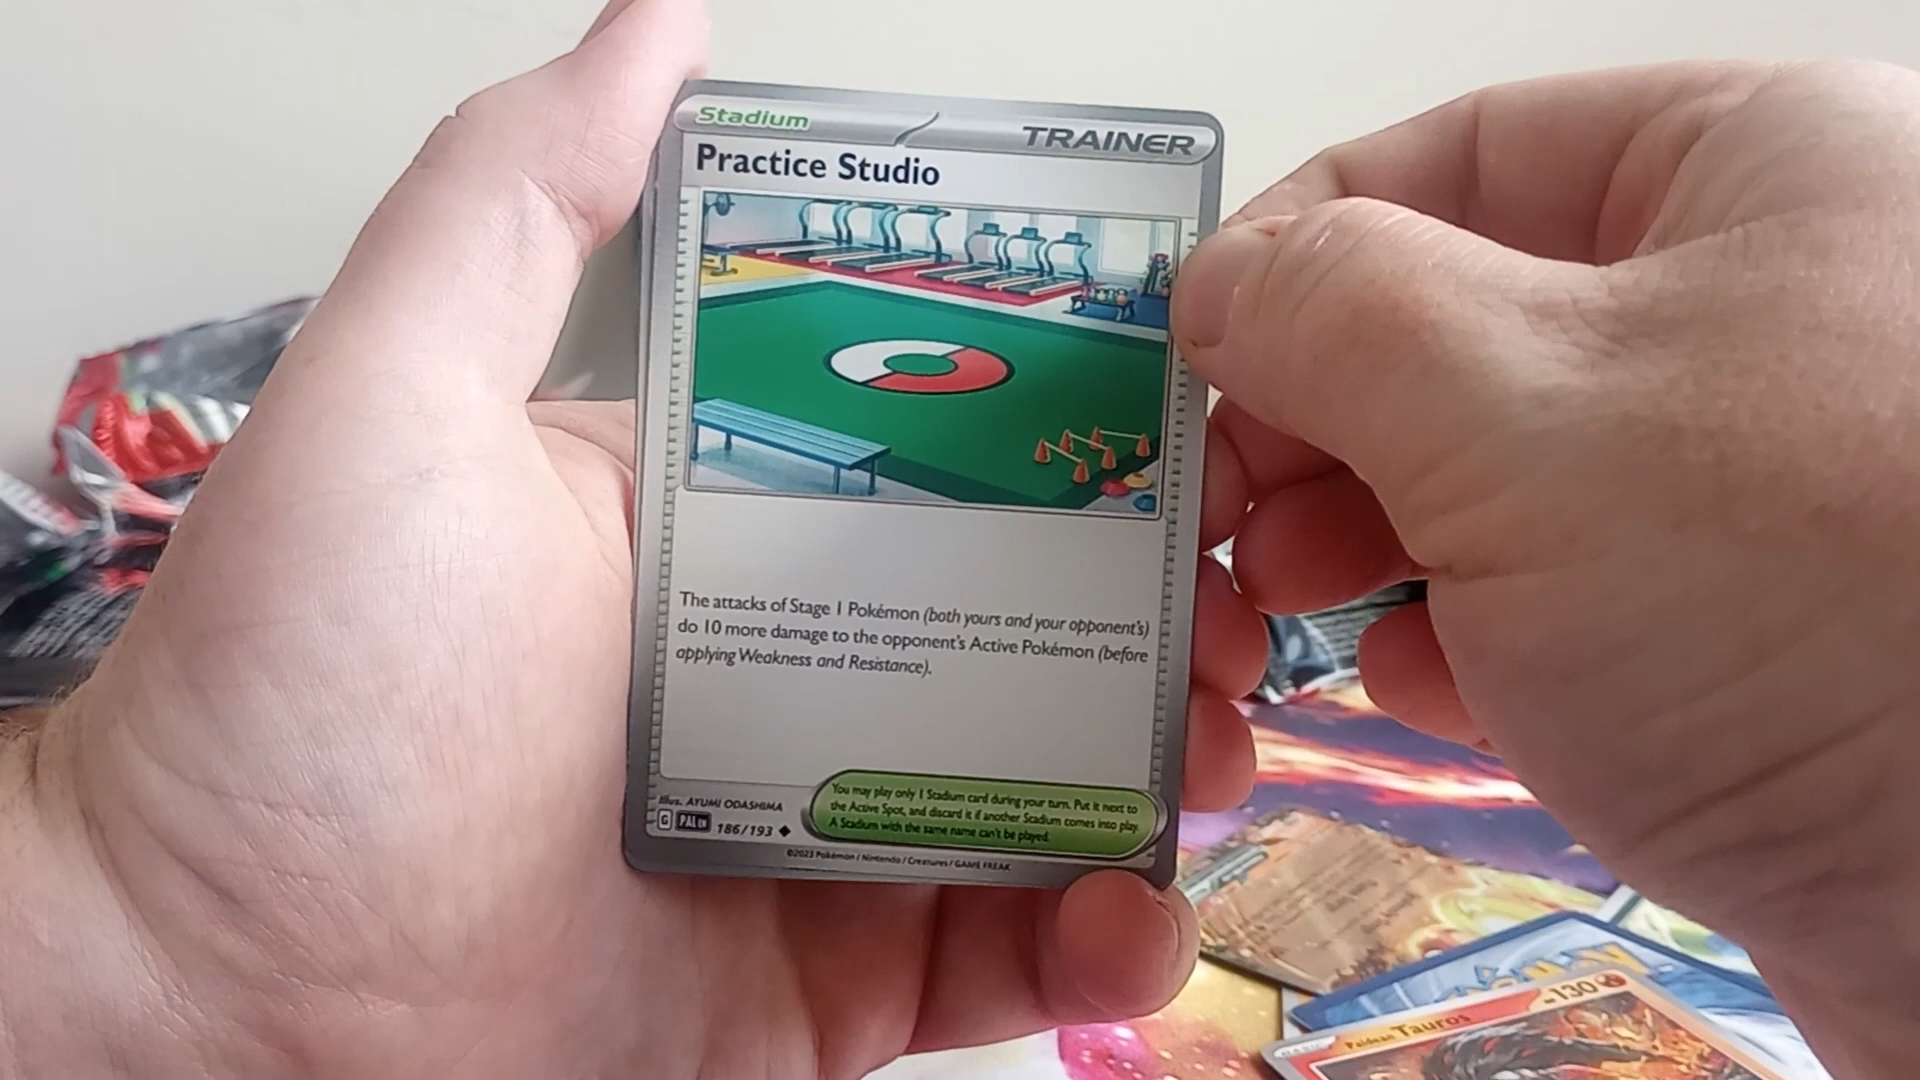 Stadium
TRAINER
Practice Studio
The attacks of Stage 1 Pokémon (both yours and your opponent's)
do 10 more damage to the opponent's Active Pokémon (before
applying Weakness and Resistance).
Illus. AYUMI ODASHIMA
G PAL EN 186/193
You may play only 1 Stadium card during your turn. Put it next to
the Active Spot, and discard it if another Stadium comes into play.
A Stadium with the same name can't be played.
©2023 Pokémon / Nintendo / Creatures / GAME FREAK
BASIC
Paldean Tauros
HP 130